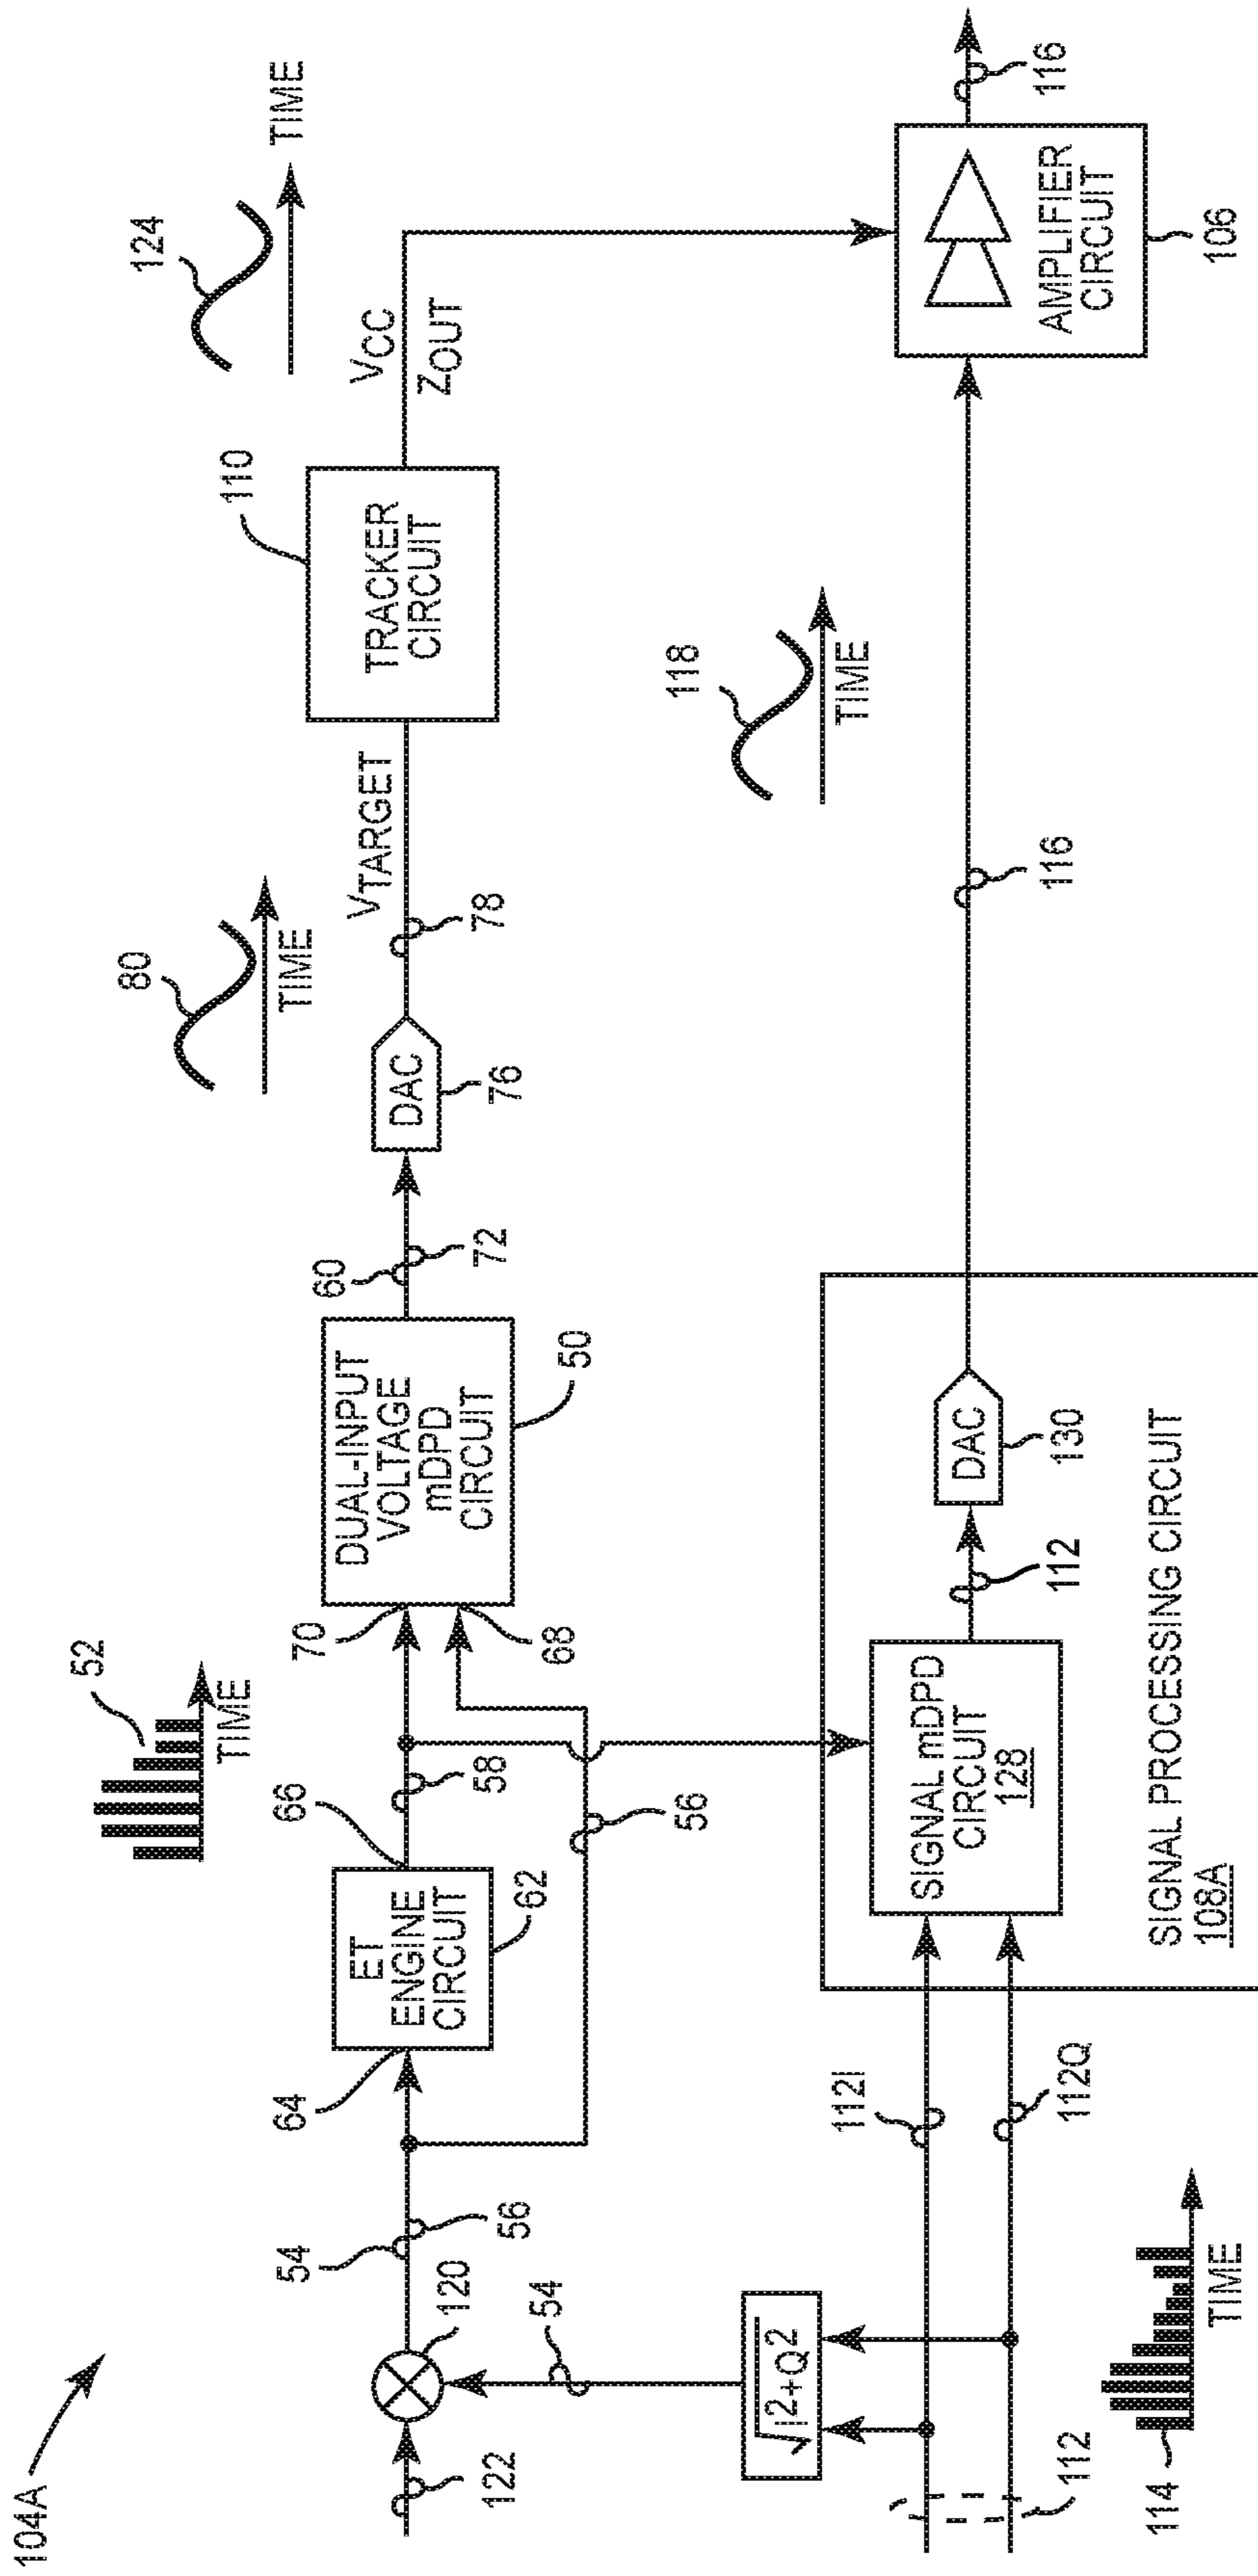 104A
52
TIME
80
TIME
124
TIME
122
120
54
56
64
ET
ENGINE
CIRCUIT
62
66
58
56
70
68
DUAL-INPUT
VOLTAGE
mDPD
CIRCUIT
50
60
72
DAC
76
78
VTARGET
TRACKER
CIRCUIT
110
VCC
ZOUT
54
√I2+Q2
118
TIME
112
112I
112Q
114
TIME
SIGNAL mDPD
CIRCUIT
128
112
DAC
130
SIGNAL PROCESSING CIRCUIT
108A
116
AMPLIFIER
CIRCUIT
106
116